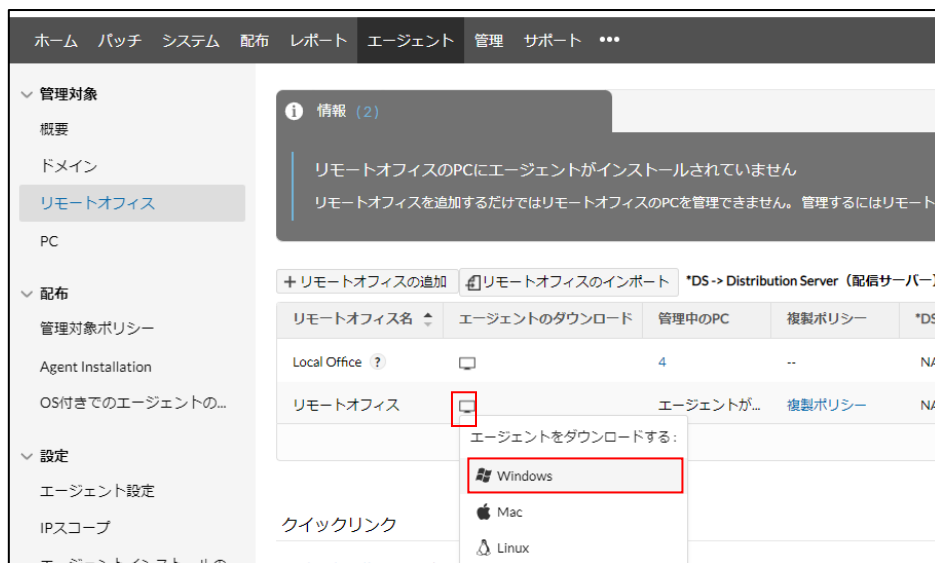 ホーム パッチ システム 配布 レポート エージェント 管理 サポート •••
管理対象
概要
ドメイン
リモートオフィス
PC
配布
管理対象ポリシー
Agent Installation
OS付きでのエージェントの...
設定
エージェント設定
IPスコープ
エージェントインストールの
情報 (2)
リモートオフィスのPCにエージェントがインストールされていません
リモートオフィスを追加するだけではリモートオフィスのPCを管理できません。管理するにはリモート
+リモートオフィスの追加 リモートオフィスのインポート *DS -> Distribution Server（配信サーバー）
リモートオフィス名 エージェントのダウンロード 管理中のPC 複製ポリシー *DS
Local Office ? 4 -- NA
リモートオフィス エージェントが... 複製ポリシー NA
エージェントをダウンロードする:
Windows
Mac
Linux
クイックリンク